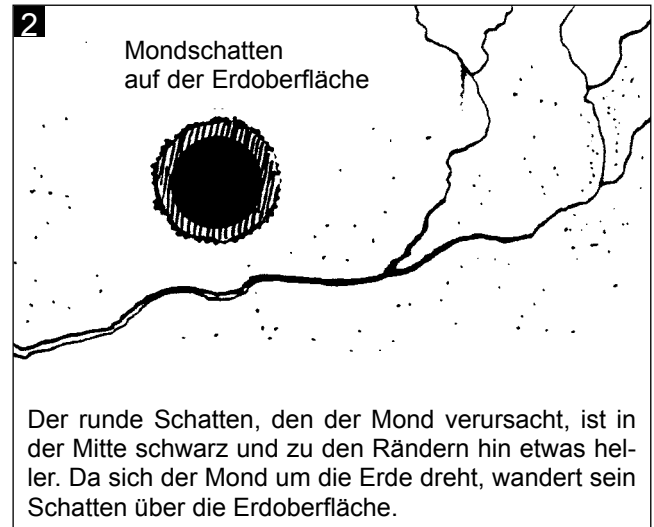 2
Mondschatten
auf der Erdoberfläche
Der runde Schatten, den der Mond verursacht, ist in
der Mitte schwarz und zu den Rändern hin etwas hel-
ler. Da sich der Mond um die Erde dreht, wandert sein
Schatten über die Erdoberfläche.